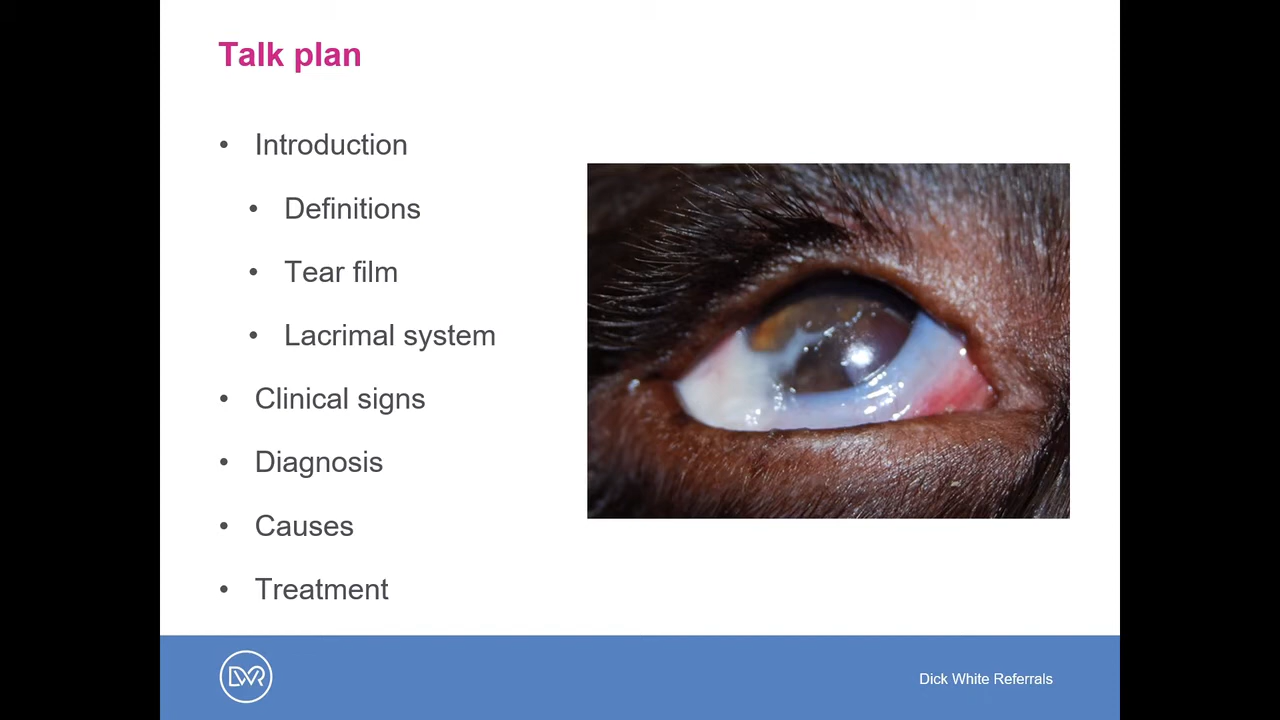 Talk plan
• Introduction
• Definitions
• Tear film
• Lacrimal system
• Clinical signs
• Diagnosis
• Causes
• Treatment
DWR
Dick White Referrals